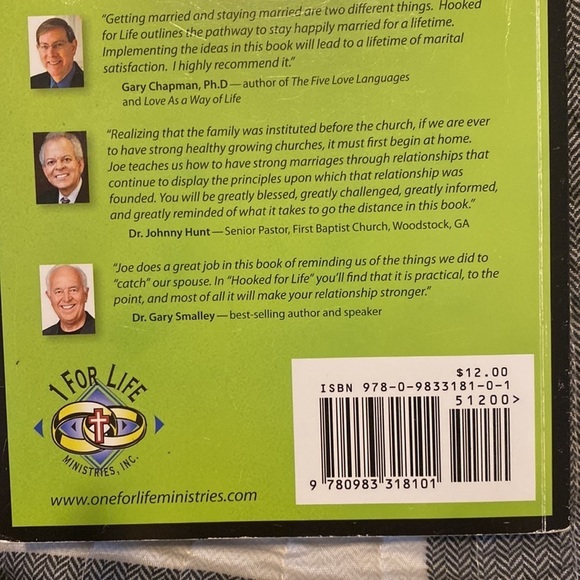 "Getting married and staying married are two different things. Hooked
for Life outlines the pathway to stay happily married for a lifetime.
Implementing the ideas in this book will lead to a lifetime of marital
satisfaction. I highly recommend it."
Gary Chapman, Ph.D — author of The Five Love Languages
and Love As a Way of Life
"Realizing that the family was instituted before the church, if we are ever
to have strong healthy growing churches, it must first begin at home.
Joe teaches us how to have strong marriages through relationships that
continue to display the principles upon which that relationship was
founded. You will be greatly blessed, greatly challenged, greatly informed,
and greatly reminded of what it takes to go the distance in this book."
Dr. Johnny Hunt — Senior Pastor, First Baptist Church, Woodstock, GA
"Joe does a great job in this book of reminding us of the things we did to
"catch" our spouse. In "Hooked for Life" you'll find that it is practical, to the
point, and most of all it will make your relationship stronger."
Dr. Gary Smalley — best-selling author and speaker
1 FOR LIFE
MINISTRIES, INC.
www.oneforlifeministries.com
$12.00
ISBN 978-0-9833181-0-1
51200>
9 780983 318101